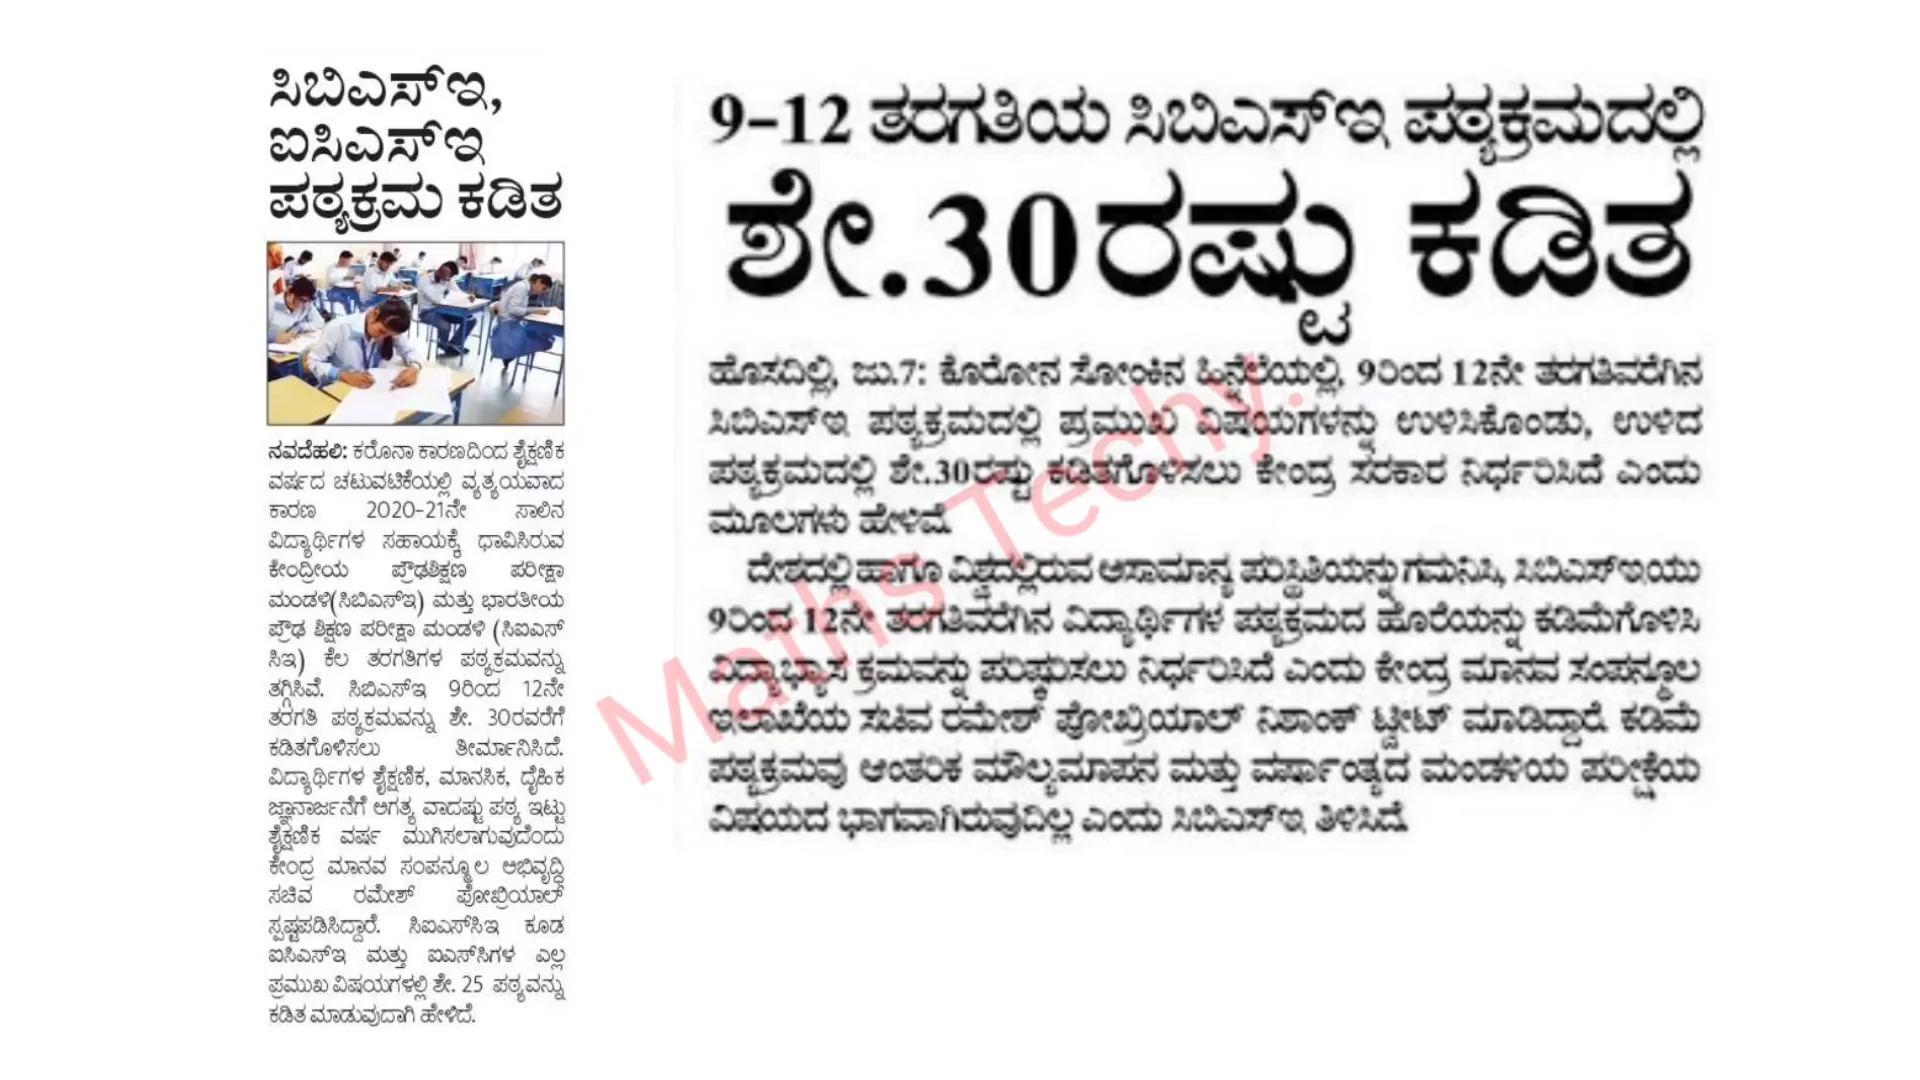 ಸಿಬಿಎಸ್ಇ,
ಐಸಿಎಸ್ಇ
ಪಠ್ಯಕ್ರಮ ಕಡಿತ
ನವದೆಹಲಿ: ಕರೊನಾ ಕಾರಣದಿಂದ ಶೈಕ್ಷಣಿಕ
ವರ್ಷದ ಚಟುವಟಿಕೆಯಲ್ಲಿ ವ್ಯತ್ಯಯವಾದ
ಕಾರಣ 2020-21ನೇ ಸಾಲಿನ
ವಿದ್ಯಾರ್ಥಿಗಳ ಸಹಾಯಕ್ಕೆ ಧಾವಿಸಿರುವ
ಕೇಂದ್ರೀಯ ಪ್ರೌಢಶಿಕ್ಷಣ ಪರೀಕ್ಷಾ
ಮಂಡಳಿ(ಸಿಬಿಎಸ್ಇ) ಮತ್ತು ಭಾರತೀಯ
ಪ್ರೌಢ ಶಿಕ್ಷಣ ಪರೀಕ್ಷಾ ಮಂಡಳಿ (ಸಿಐಎಸ್
ಸಿಇ) ಕೆಲ ತರಗತಿಗಳ ಪಠ್ಯಕ್ರಮವನ್ನು
ತಗ್ಗಿಸಿವೆ. ಸಿಬಿಎಸ್ಇ 9ರಿಂದ 12ನೇ
ತರಗತಿ ಪಠ್ಯಕ್ರಮವನ್ನು ಶೇ. 30ರವರೆಗೆ
ಕಡಿತಗೊಳಿಸಲು ತೀರ್ಮಾನಿಸಿದೆ.
ವಿದ್ಯಾರ್ಥಿಗಳ ಶೈಕ್ಷಣಿಕ, ಮಾನಸಿಕ, ದೈಹಿಕ
ಜ್ಞಾನಾರ್ಜನೆಗೆ ಅಗತ್ಯ ವಾದಷ್ಟು ಪಠ್ಯ ಇಟ್ಟು
ಶೈಕ್ಷಣಿಕ ವರ್ಷ ಮುಗಿಸಲಾಗುವುದೆಂದು
ಕೇಂದ್ರ ಮಾನವ ಸಂಪನ್ಮೂಲ ಅಭಿವೃದ್ಧಿ
ಸಚಿವ ರಮೇಶ್ ಪೋಖ್ರಿಯಾಲ್
ಸ್ಪಷ್ಟಪಡಿಸಿದ್ದಾರೆ. ಸಿಐಎಸ್‌ಸಿಇ ಕೂಡ
ಐಸಿಎಸ್ಇ ಮತ್ತು ಐಎಸ್‌ಸಿಗಳ ಎಲ್ಲ
ಪ್ರಮುಖ ವಿಷಯಗಳಲ್ಲಿ ಶೇ. 25 ಪಠ್ಯವನ್ನು
ಕಡಿತ ಮಾಡುವುದಾಗಿ ಹೇಳಿದೆ.
9-12 ತರಗತಿಯ ಸಿಬಿಎಸ್ಇ ಪಠ್ಯಕ್ರಮದಲ್ಲಿ
ಶೇ.30ರಷ್ಟು ಕಡಿತ
ಹೊಸದಿಲ್ಲಿ, ಜು.7: ಕೊರೋನ ಸೋಂಕಿನ ಹಿನ್ನೆಲೆಯಲ್ಲಿ, 9ರಿಂದ 12ನೇ ತರಗತಿವರೆಗಿನ
ಸಿಬಿಎಸ್ಇ ಪಠ್ಯಕ್ರಮದಲ್ಲಿ ಪ್ರಮುಖ ವಿಷಯಗಳನ್ನು ಉಳಿಸಿಕೊಂಡು, ಉಳಿದ
ಪಠ್ಯಕ್ರಮದಲ್ಲಿ ಶೇ.30ರಷ್ಟು ಕಡಿತಗೊಳಿಸಲು ಕೇಂದ್ರ ಸರಕಾರ ನಿರ್ಧರಿಸಿದೆ ಎಂದು
ಮೂಲಗಳು ಹೇಳಿವೆ.
ದೇಶದಲ್ಲಿ ಹಾಗೂ ವಿಶ್ವದಲ್ಲಿರುವ ಅಸಾಮಾನ್ಯ ಪರಿಸ್ಥಿತಿಯನ್ನು ಗಮನಿಸಿ, ಸಿಬಿಎಸ್ಇಯು
9ರಿಂದ 12ನೇ ತರಗತಿವರೆಗಿನ ವಿದ್ಯಾರ್ಥಿಗಳ ಪಠ್ಯಕ್ರಮದ ಹೊರೆಯನ್ನು ಕಡಿಮೆಗೊಳಿಸಿ
ವಿದ್ಯಾಭ್ಯಾಸ ಕ್ರಮವನ್ನು ಪರಿಷ್ಕರಿಸಲು ನಿರ್ಧರಿಸಿದೆ ಎಂದು ಕೇಂದ್ರ ಮಾನವ ಸಂಪನ್ಮೂಲ
ಇಲಾಖೆಯ ಸಚಿವ ರಮೇಶ್ ಪೋಖ್ರಿಯಾಲ್ ನಿಶಾಂಕ್ ಟ್ವೀಟ್ ಮಾಡಿದ್ದಾರೆ. ಕಡಿಮೆ
ಪಠ್ಯಕ್ರಮವು ಆಂತರಿಕ ಮೌಲ್ಯಮಾಪನ ಮತ್ತು ವರ್ಷಾಂತ್ಯದ ಮಂಡಳಿಯ ಪರೀಕ್ಷೆಯ
ವಿಷಯದ ಭಾಗವಾಗಿರುವುದಿಲ್ಲ ಎಂದು ಸಿಬಿಎಸ್ಇ ತಿಳಿಸಿದೆ.
Maths Techy.